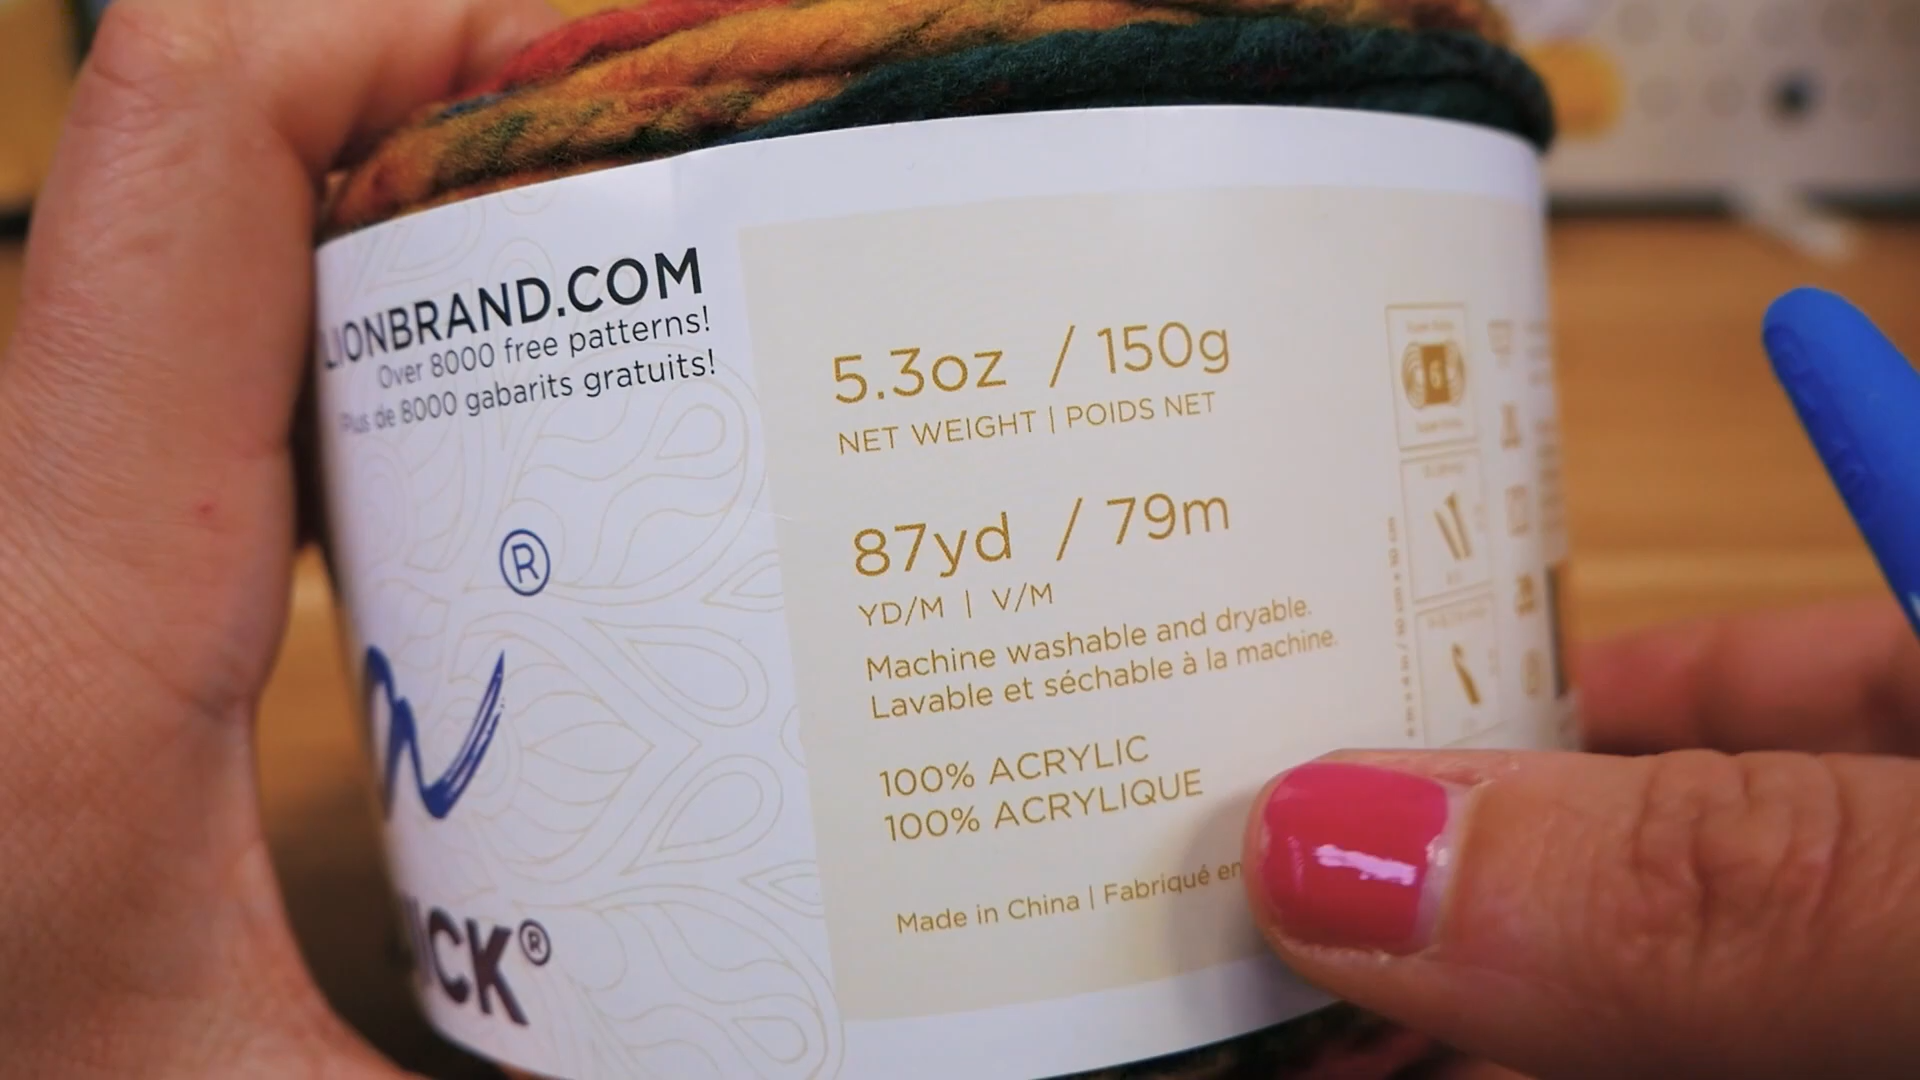 LIONBRAND.COM
Over 8000 free patterns!
Plus de 8000 gabarits gratuits!
®
ICK®
5.3oz / 150g
NET WEIGHT | POIDS NET
87yd / 79m
YD/M | V/M
Machine washable and dryable.
Lavable et séchable à la machine.
100% ACRYLIC
100% ACRYLIQUE
Made in China | Fabriqué en
6